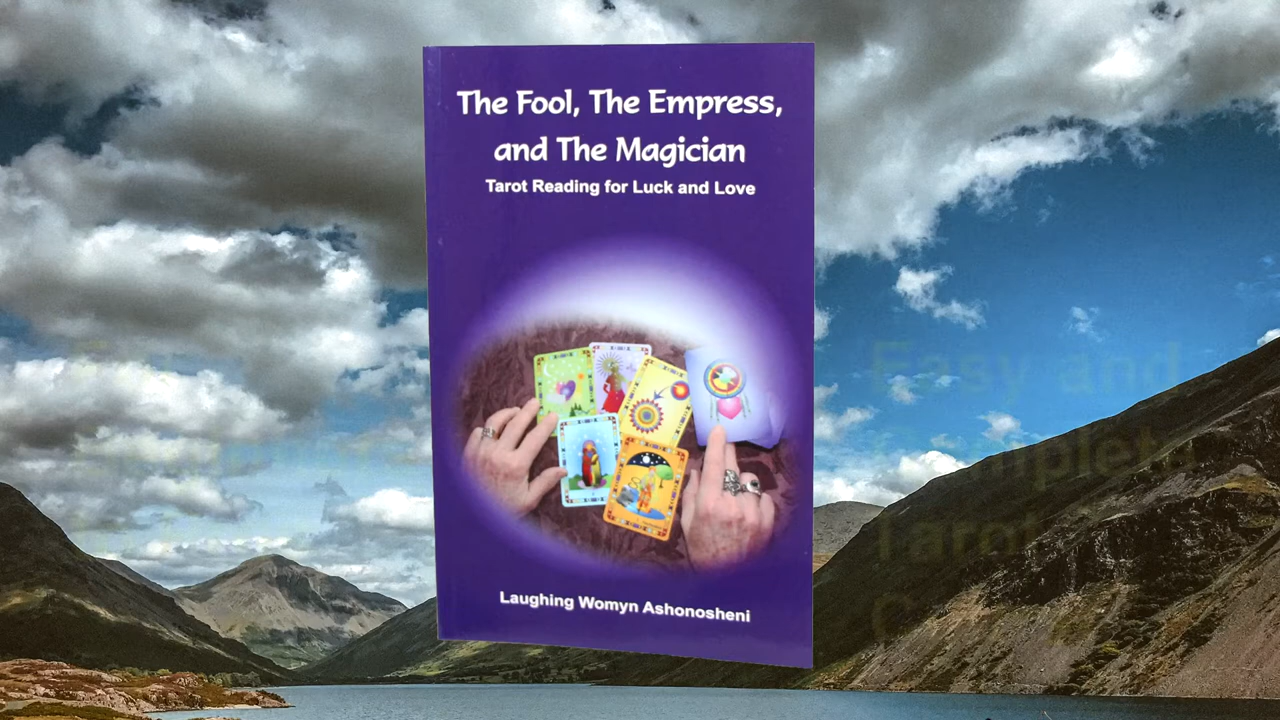 The Fool, The Empress,
and The Magician
Tarot Reading for Luck and Love
Laughing Womyn Ashonosheni
Easy and
Tarot